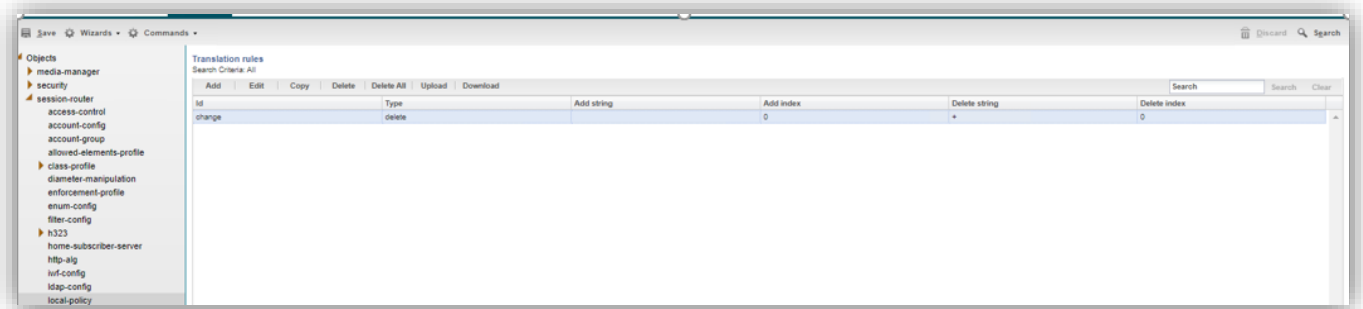 Save Wizards Commands Discard Search
Objects
media-manager
security
session-router
access-control
account-config
account-group
allowed-elements-profile
class-profile
diameter-manipulation
enforcement-profile
enum-config
filter-config
h323
home-subscriber-server
http-alg
iwf-config
ldap-config
local-policy
Translation rules
Search Criteria: All
Add Edit Copy Delete Delete All Upload Download Search Search Clear
Id Type Add string Add index Delete string Delete index
change delete 0 + 0